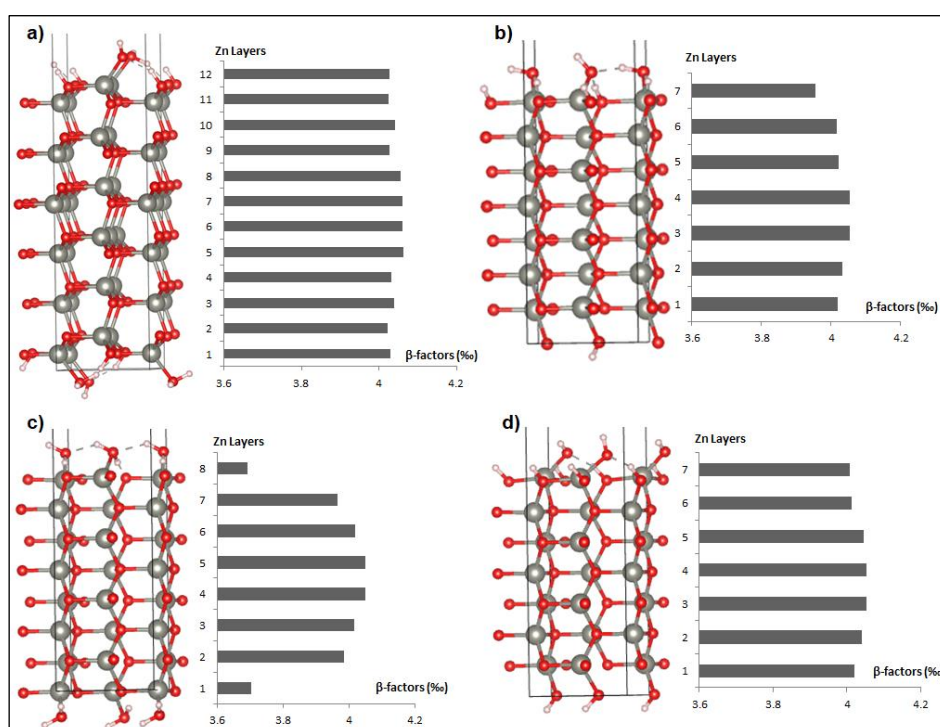 a)
Zn Layers
12
11
10
9
8
7
6
5
4
3
2
1
β-factors (‰)
3.6 3.8 4 4.2
b)
Zn Layers
7
6
5
4
3
2
1
β-factors (‰)
3.6 3.8 4 4.2
c)
Zn Layers
8
7
6
5
4
3
2
1
β-factors (‰)
3.6 3.8 4 4.2
d)
Zn Layers
7
6
5
4
3
2
1
β-factors (‰)
3.6 3.8 4 4.2